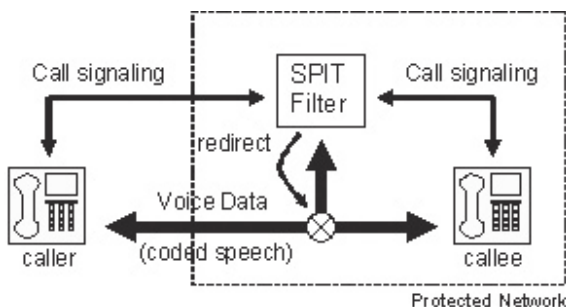 Call signaling
SPIT
Filter
Call signaling
redirect
Voice Data
(coded speech)
caller
callee
Protected Network